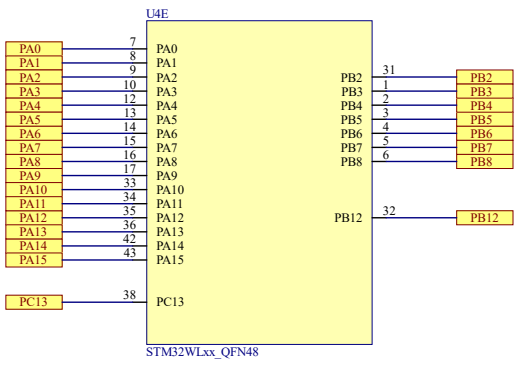 U4E
PA0 7 PA0
PA1 8 PA1
PA2 9 PA2 PB2 31 PB2
PA3 10 PA3 PB3 1 PB3
PA4 12 PA4 PB4 2 PB4
PA5 13 PA5 PB5 3 PB5
PA6 14 PA6 PB6 4 PB6
PA7 15 PA7 PB7 5 PB7
PA8 16 PA8 PB8 6 PB8
PA9 17 PA9
PA10 33 PA10
PA11 34 PA11
PA12 35 PA12 PB12 32 PB12
PA13 36 PA13
PA14 42 PA14
PA15 43 PA15
PC13 38 PC13
STM32WLxx_QFN48